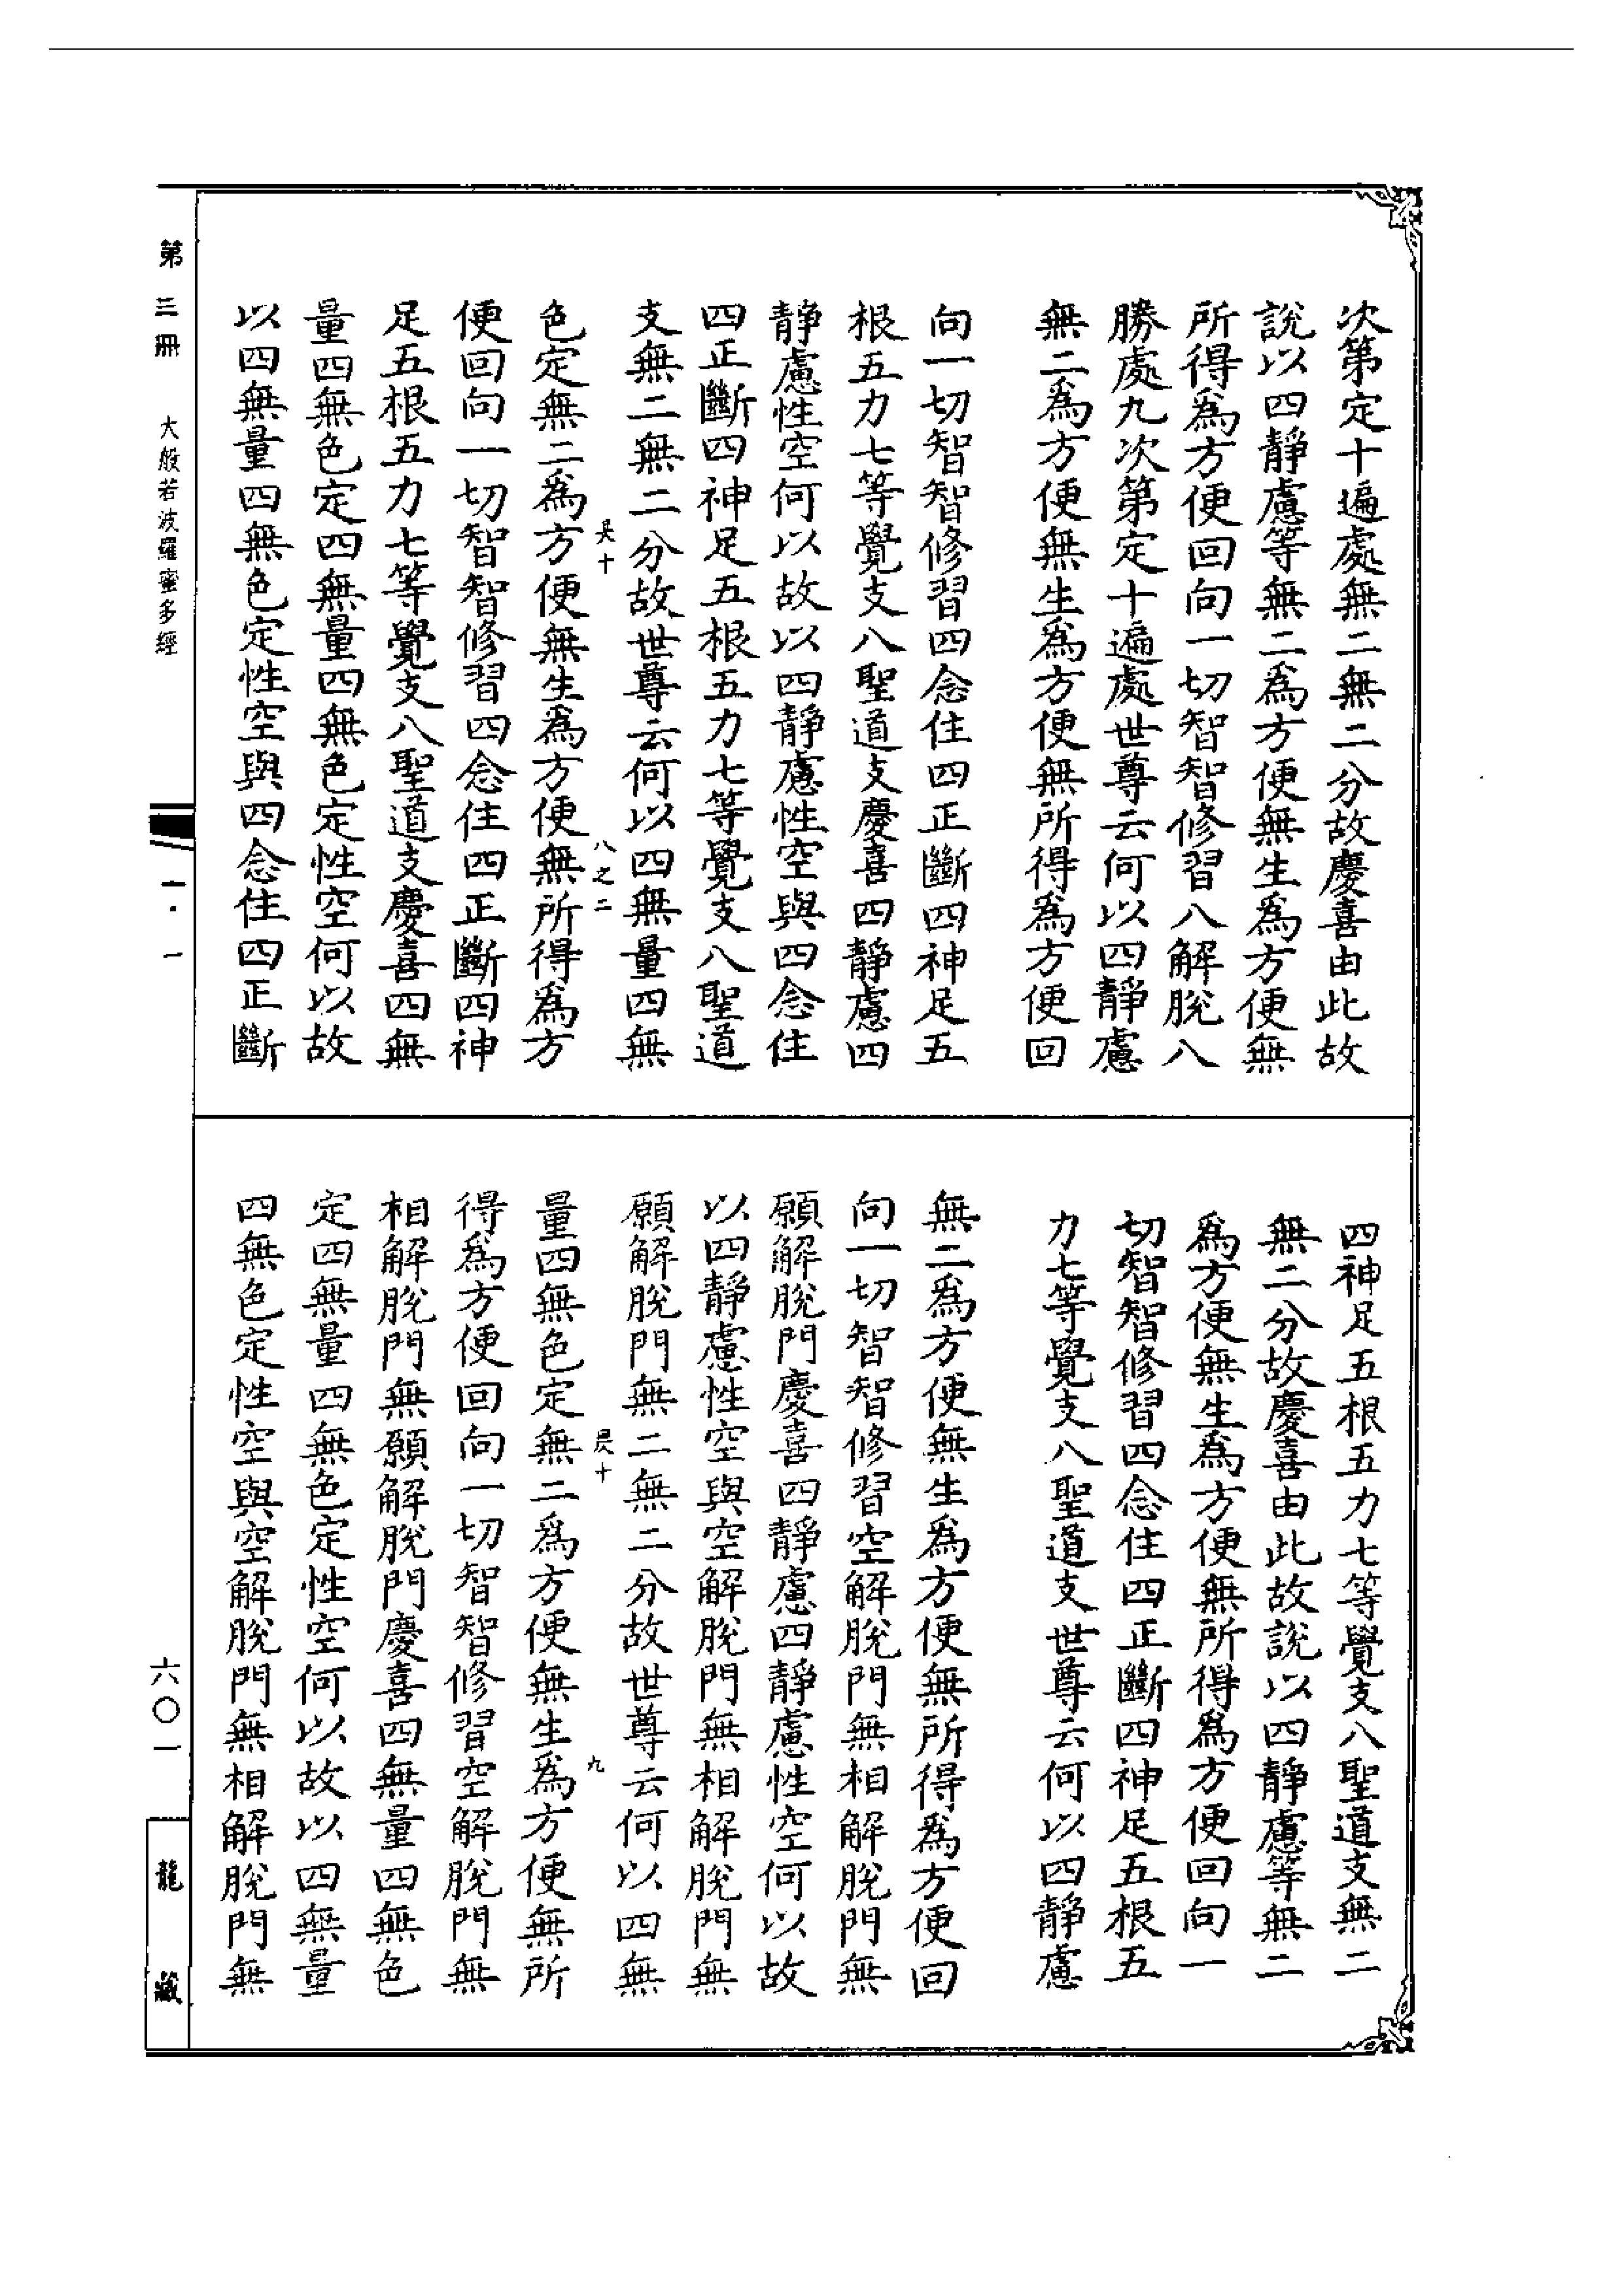 次第定十遍處無二無二分故慶喜由此故
說以四靜慮等無二為方便無生為方便無
所得為方便回向一切智智修習八解脫八
勝處九次第定十遍處世尊云何以四靜慮
無二為方便無生為方便無所得為方便回
向一切智智修習四念住四正斷四神足五
根五力七等覺支八聖道支慶喜四靜慮四
靜慮性空何以故以四靜慮性空與四念住
四正斷四神足五根五力七等覺支八聖道
支無二無二分故世尊云何以四無量四無
十
八之二
色定無二為方便無生為方便無所得為方
便回向一切智智修習四念住四正斷四神
足五根五力七等覺支八聖道支慶喜四無
量四無色定四無量四無色定性空何以故
以四無量四無色定性空與四念住四正斷
四神足五根五力七等覺支八聖道支無二
無二分故慶喜由此故說以四靜慮等無二
為方便無生為方便無所得為方便回向一
切智智修習四念住四正斷四神足五根五
力七等覺支八聖道支世尊云何以四靜慮
無二為方便無生為方便無所得為方便回
向一切智智修習空解脫門無相解脫門無
願解脫門慶喜四靜慮四靜慮性空何以故
以四靜慮性空與空解脫門無相解脫門無
願解脫門無二無二分故世尊云何以四無
十
九
量四無色定無二為方便無生為方便無所
得為方便回向一切智智修習空解脫門無
相解脫門無願解脫門慶喜四無量四無色
定四無量四無色定性空何以故以四無量
四無色定性空與空解脫門無相解脫門無
第三冊
大般若波羅蜜多經
一·一
六〇一
龍藏